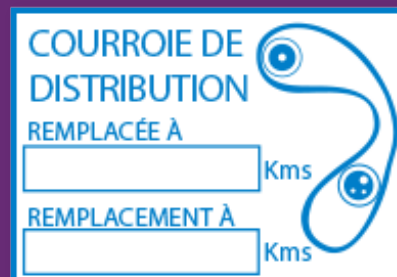 COURROIE DE
DISTRIBUTION
REMPLACÉE À
Kms
REMPLACEMENT À
Kms